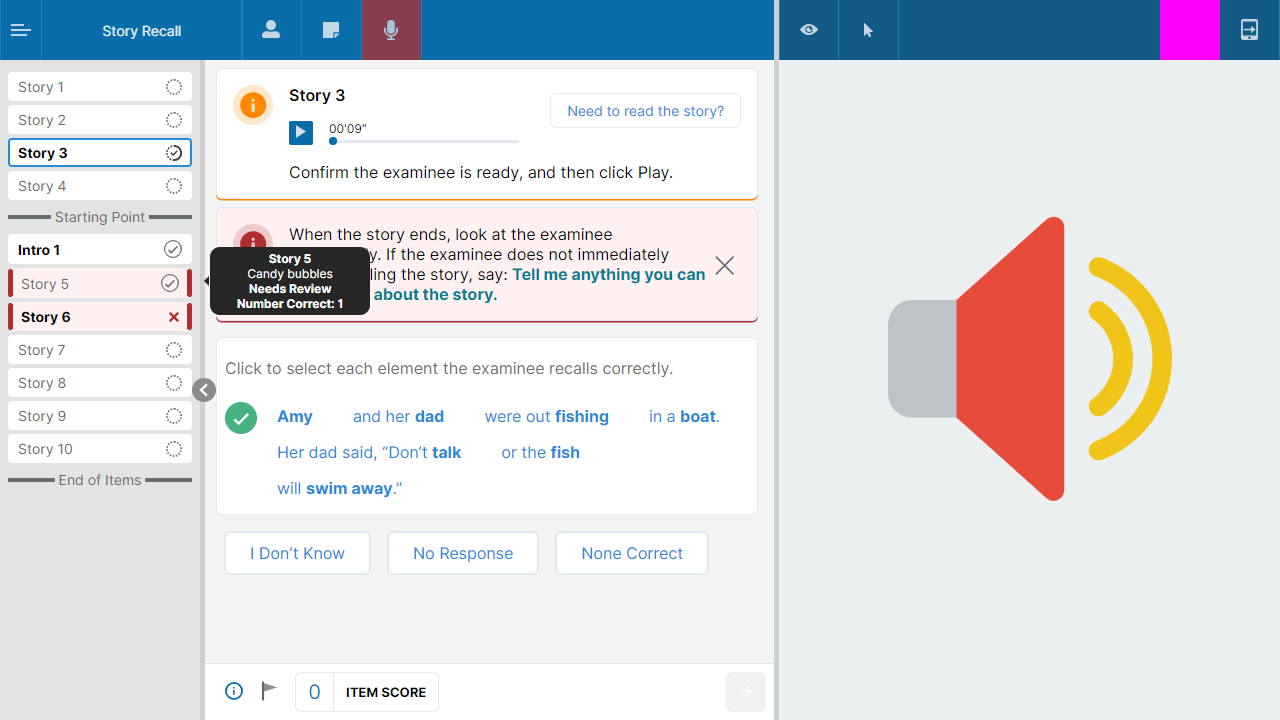 Story Recall
Story 1
Story 2
Story 3
Story 4
Starting Point
Intro 1
Story 5
Story 6
Story 7
Story 8
Story 9
Story 10
End of Items
Story 5
Candy bubbles
Needs Review
Number Correct: 1
Story 3
00'09"
Need to read the story?
Confirm the examinee is ready, and then click Play.
When the story ends, look at the examinee
y. If the examinee does not immediately
ling the story, say: Tell me anything you can
about the story.
Click to select each element the examinee recalls correctly.
Amy and her dad were out fishing in a boat.
Her dad said, “Don’t talk or the fish
will swim away.”
I Don’t Know No Response None Correct
0 ITEM SCORE